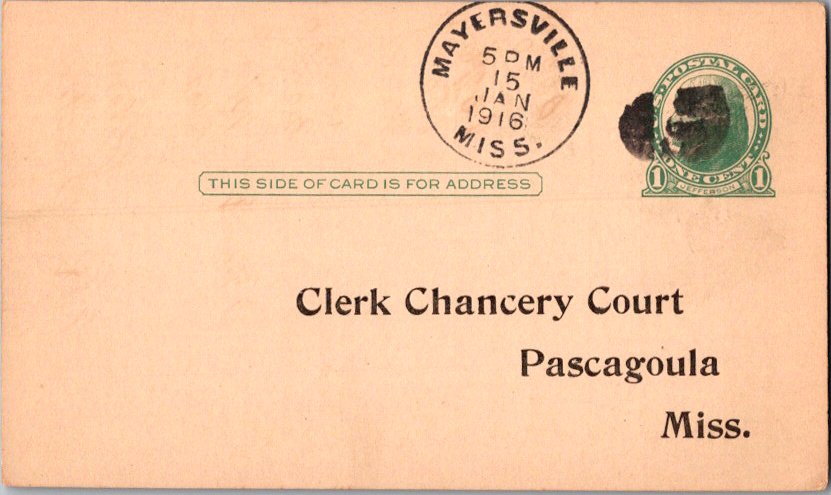 MAYERSVILLE
5 PM
15
JAN
1916
MISS.
U.S. POSTAL CARD
ONE CENT
1 JEFFERSON 1
THIS SIDE OF CARD IS FOR ADDRESS
Clerk Chancery Court
Pascagoula
Miss.